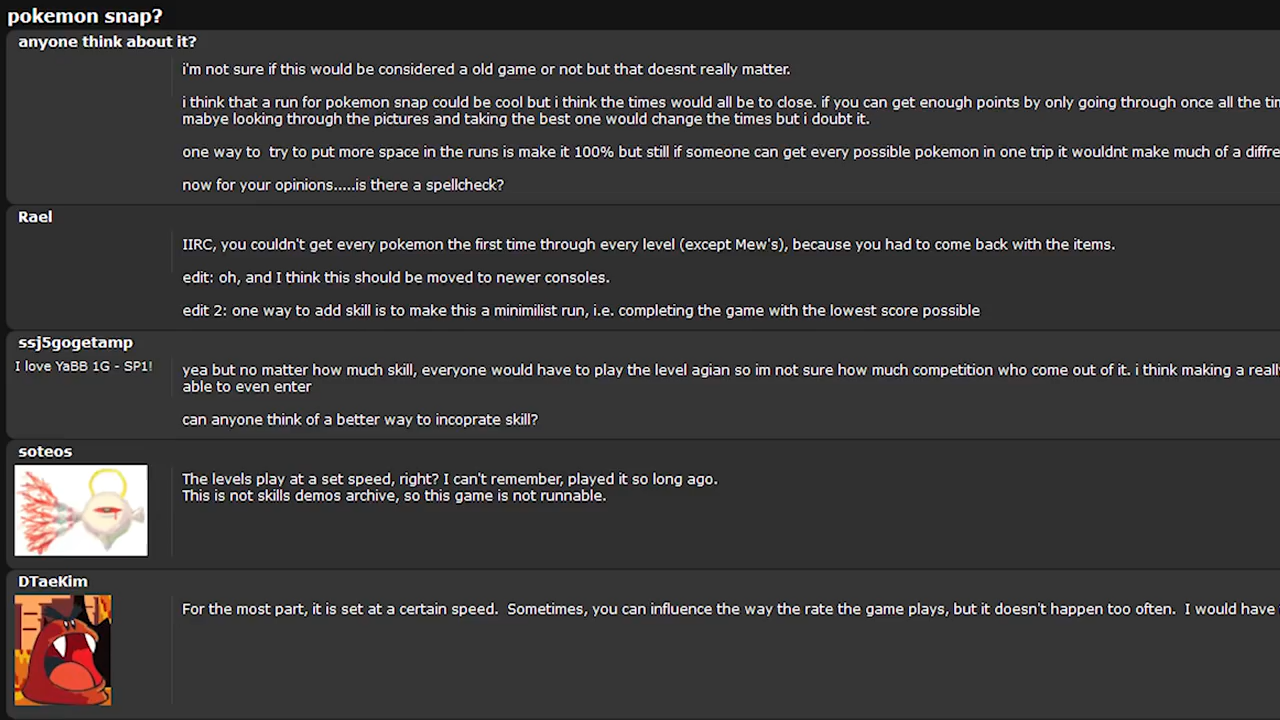 pokemon snap?
anyone think about it?
i'm not sure if this would be considered a old game or not but that doesnt really matter.
i think that a run for pokemon snap could be cool but i think the times would all be to close. if you can get enough points by only going through once all the
mabye looking through the pictures and taking the best one would change the times but i doubt it.
one way to  try to put more space in the runs is make it 100% but still if someone can get every possible pokemon in one trip it wouldnt make much of a
now for your opinions.....is there a spellcheck?
Rael
IIRC, you couldn't get every pokemon the first time through every level (except Mew's), because you had to come back with the items.
edit: oh, and I think this should be moved to newer consoles.
edit 2: one way to add skill is to make this a minimilist run, i.e. completing the game with the lowest score possible
ssj5gogetamp
I love YaBB 1G - SP1!
yea but no matter how much skill, everyone would have to play the level agian so im not sure how much competition who come out of it. i think making a
able to even enter
can anyone think of a better way to incoprate skill?
soteos
The levels play at a set speed, right? I can't remember, played it so long ago.
This is not skills demos archive, so this game is not runnable.
DTaeKim
For the most part, it is set at a certain speed.  Sometimes, you can influence the way the rate the game plays, but it doesn't happen too often.  I would have